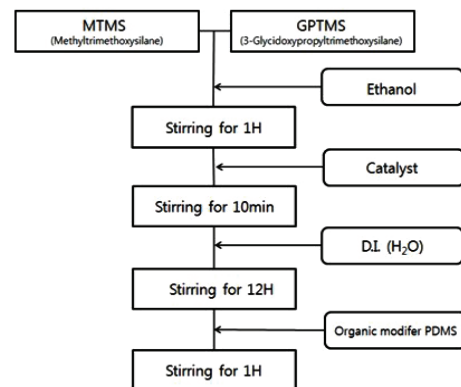 MTMS
(Methyltrimethoxysilane)
GPTMS
(3-Glycidoxypropyltrimethoxysilane)
Ethanol
Stirring for 1H
Catalyst
Stirring for 10min
D.I. (H₂O)
Stirring for 12H
Organic modifer PDMS
Stirring for 1H